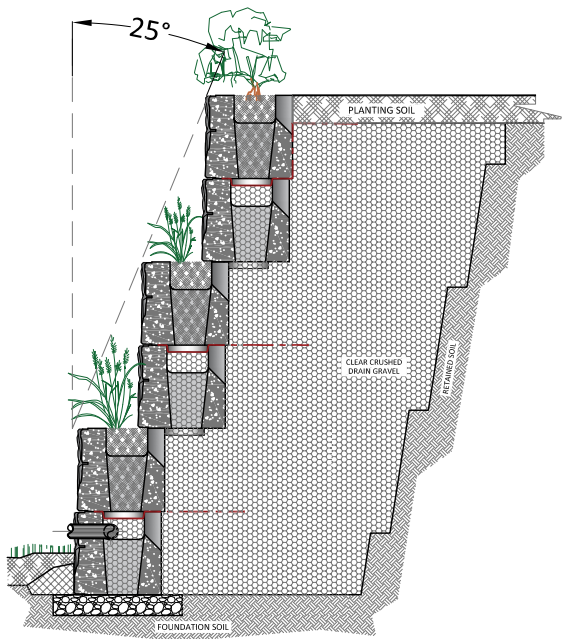 25°
PLANTING SOIL
CLEAR CRUSHED
DRAIN GRAVEL
RETAINED SOIL
FOUNDATION SOIL